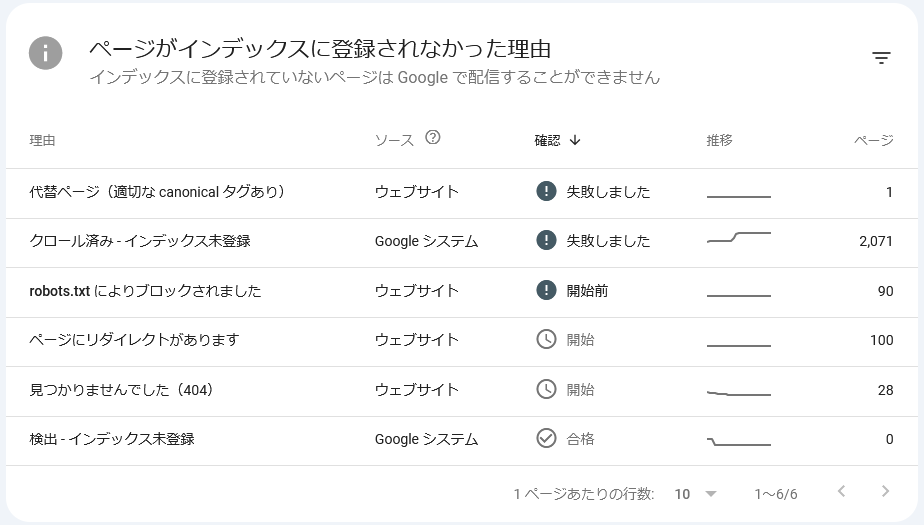 ページがインデックスに登録されなかった理由
インデックスに登録されていないページは Google で配信することができません
理由 ソース 確認 推移 ページ
代替ページ（適切な canonical タグあり） ウェブサイト 失敗しました 1
クロール済み - インデックス未登録 Google システム 失敗しました 2,071
robots.txt によりブロックされました ウェブサイト 開始前 90
ページにリダイレクトがあります ウェブサイト 開始 100
見つかりませんでした（404） ウェブサイト 開始 28
検出 - インデックス未登録 Google システム 合格 0
1 ページあたりの行数: 10 1～6/6